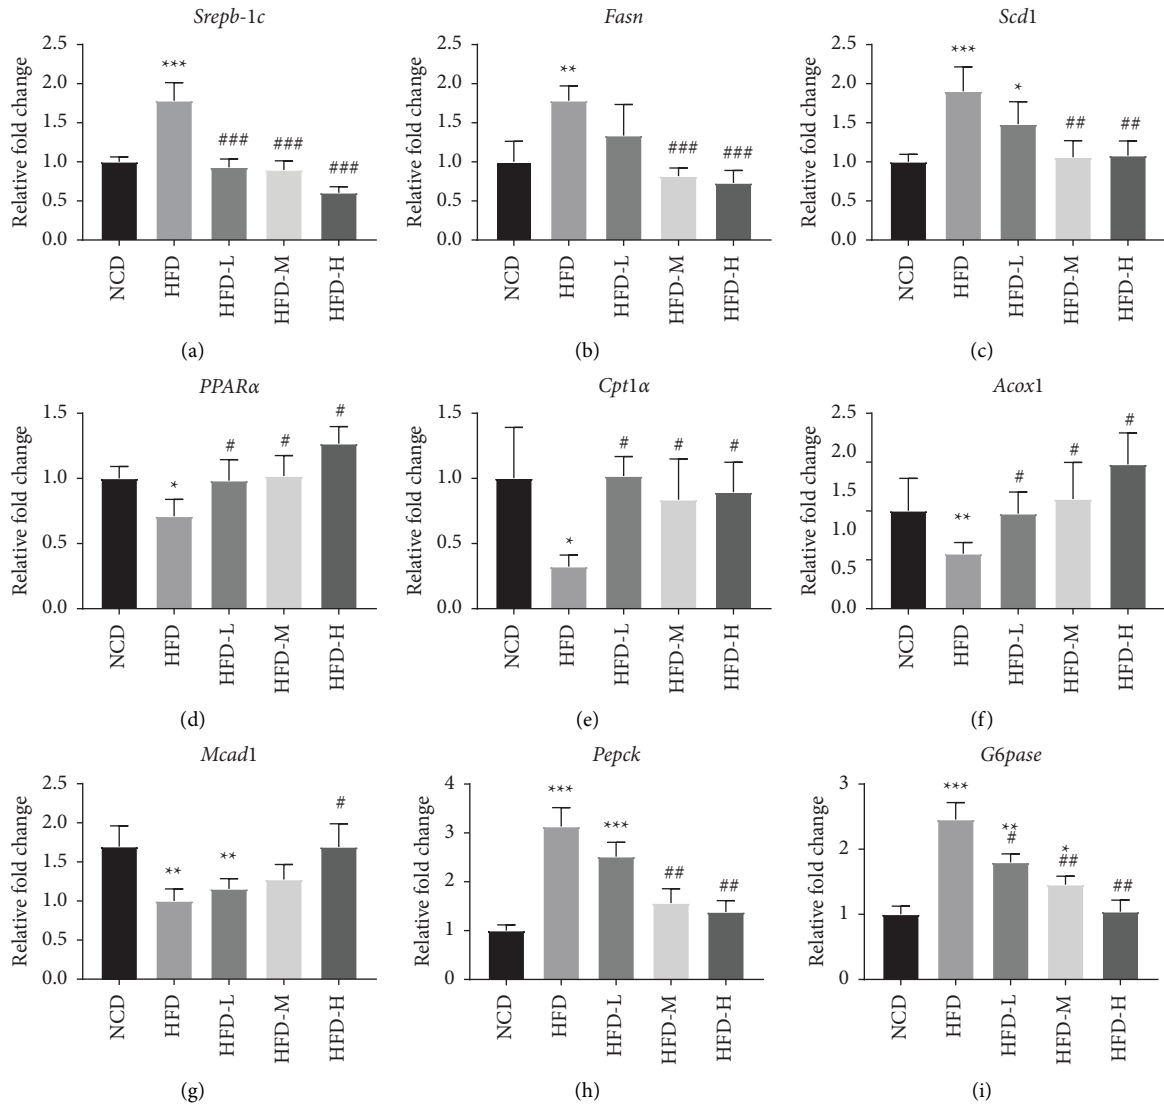 Srepb-1c
Relative fold change
2.5
2.0
1.5
1.0
0.5
0.0
***
###
###
###
NCD
HFD
HFD-L
HFD-M
HFD-H
(a)
Fasn
Relative fold change
2.5
2.0
1.5
1.0
0.5
0.0
**
###
###
NCD
HFD
HFD-L
HFD-M
HFD-H
(b)
Scd1
Relative fold change
2.5
2.0
1.5
1.0
0.5
0.0
***
*
##
##
NCD
HFD
HFD-L
HFD-M
HFD-H
(c)
PPARα
Relative fold change
1.5
1.0
0.5
0.0
*
#
#
#
NCD
HFD
HFD-L
HFD-M
HFD-H
(d)
Cpt1α
Relative fold change
1.5
1.0
0.5
0.0
*
#
#
#
NCD
HFD
HFD-L
HFD-M
HFD-H
(e)
Acox1
Relative fold change
2.5
2.0
1.5
1.0
0.5
2.0
**
#
#
#
NCD
HFD
HFD-L
HFD-M
HFD-H
(f)
Mcad1
Relative fold change
2.5
2.0
1.5
1.0
0.5
0.0
**
**
#
NCD
HFD
HFD-L
HFD-M
HFD-H
(g)
Pepck
Relative fold change
4
3
2
1
4
***
***
##
##
NCD
HFD
HFD-L
HFD-M
HFD-H
(h)
G6pase
Relative fold change
3
2
1
0
***
**
#
*
##
##
NCD
HFD
HFD-L
HFD-M
HFD-H
(i)